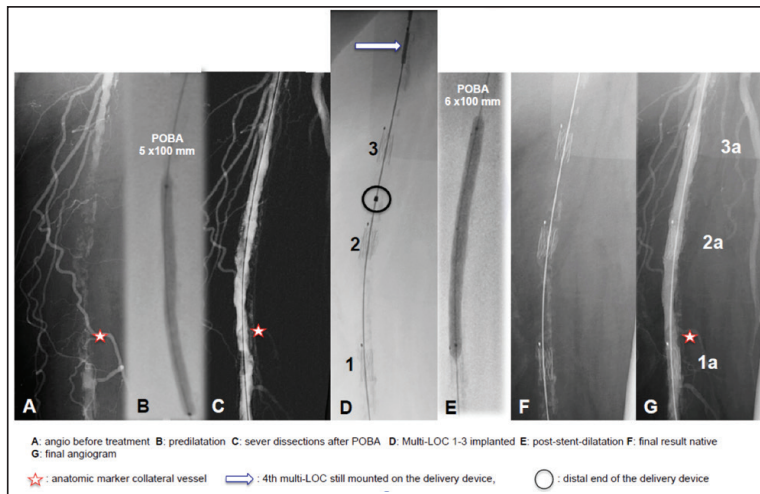 POBA
5 x100 mm
POBA
6 x100 mm
3
2
1
3a
2a
1a
A
B
C
D
E
F
G
A: angio before treatment B: predilatation C: sever dissections after POBA D: Multi-LOC 1-3 implanted E: post-stent-dilatation F: final result native
G: final angiogram
: anatomic marker collateral vessel : 4th multi-LOC still mounted on the delivery device, : distal end of the delivery device